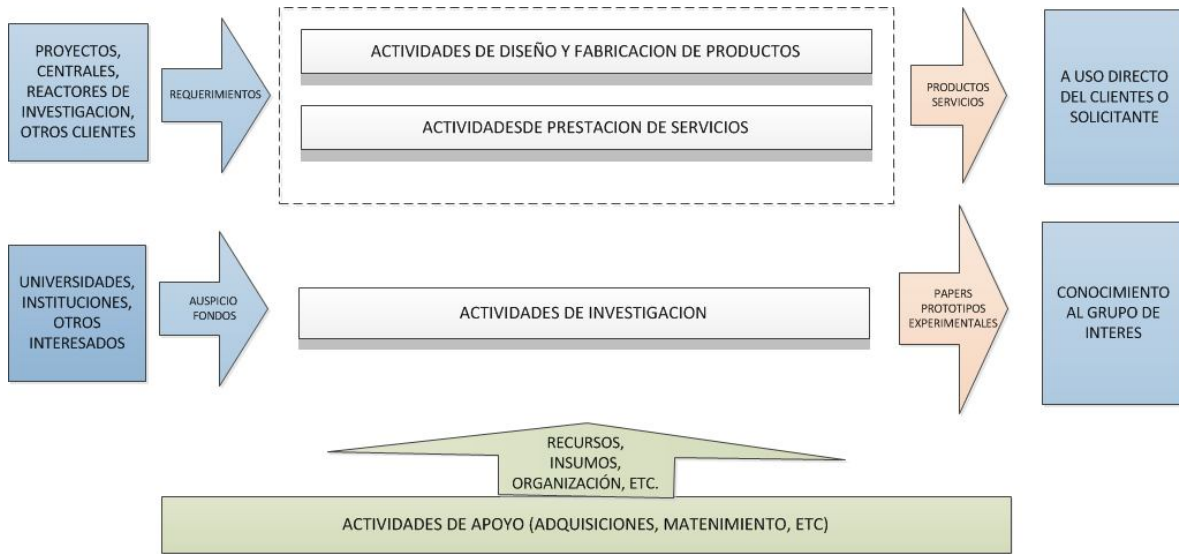 PROYECTOS,
CENTRALES,
REACTORES DE
INVESTIGACION,
OTROS CLIENTES
REQUERIMIENTOS
ACTIVIDADES DE DISEÑO Y FABRICACION DE PRODUCTOS
ACTIVIDADESDE PRESTACION DE SERVICIOS
PRODUCTOS
SERVICIOS
A USO DIRECTO
DEL CLIENTES O
SOLICITANTE
UNIVERSIDADES,
INSTITUCIONES,
OTROS
INTERESADOS
AUSPICIO
FONDOS
ACTIVIDADES DE INVESTIGACION
PAPERS
PROTOTIPOS
EXPERIMENTALES
CONOCIMIENTO
AL GRUPO DE
INTERES
RECURSOS,
INSUMOS,
ORGANIZACIÓN, ETC.
ACTIVIDADES DE APOYO (ADQUISICIONES, MATENIMIENTO, ETC)